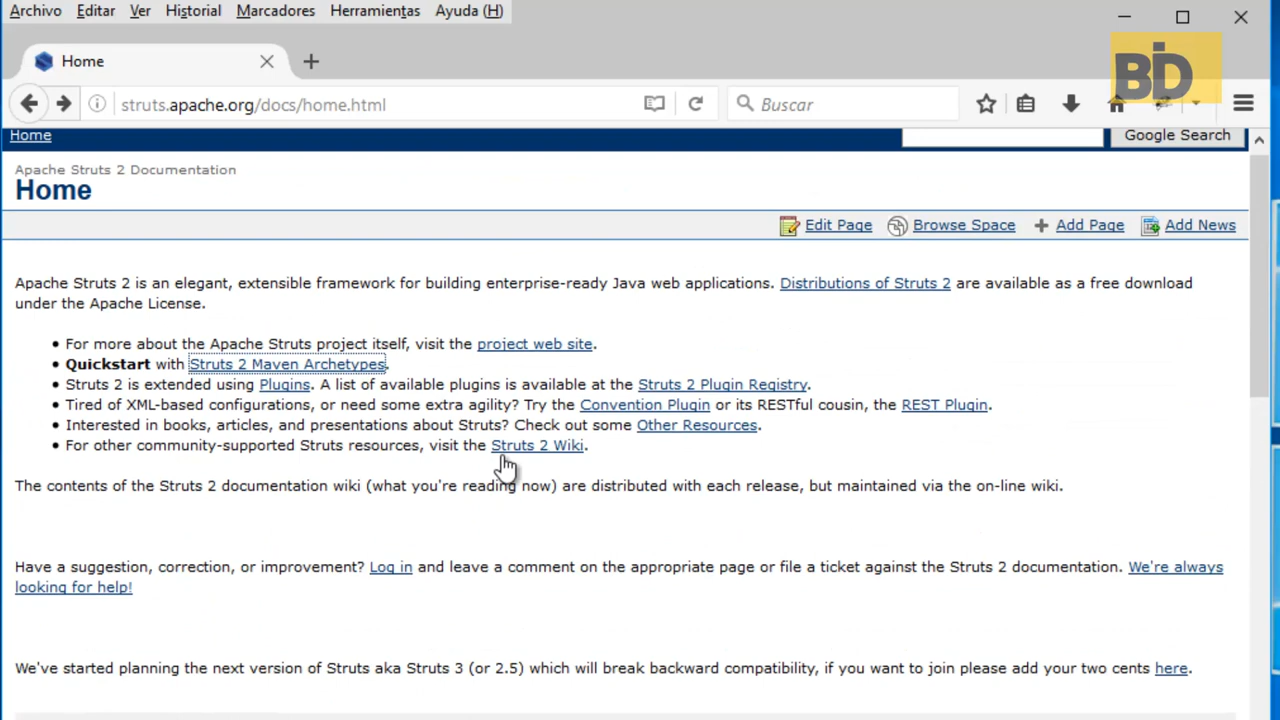 Archivo Editar Ver Historial Marcadores Herramientas Ayuda (H)
BID
Home
struts.apache.org/docs/home.html
Buscar
Home
Google Search
Apache Struts 2 Documentation
Home
Edit Page Browse Space Add Page Add News
Apache Struts 2 is an elegant, extensible framework for building enterprise-ready Java web applications. Distributions of Struts 2 are available as a free download
under the Apache License.
• For more about the Apache Struts project itself, visit the project web site.
• Quickstart with Struts 2 Maven Archetypes.
• Struts 2 is extended using Plugins. A list of available plugins is available at the Struts 2 Plugin Registry.
• Tired of XML-based configurations, or need some extra agility? Try the Convention Plugin or its RESTful cousin, the REST Plugin.
• Interested in books, articles, and presentations about Struts? Check out some Other Resources.
• For other community-supported Struts resources, visit the Struts 2 Wiki.
The contents of the Struts 2 documentation wiki (what you're reading now) are distributed with each release, but maintained via the on-line wiki.
Have a suggestion, correction, or improvement? Log in and leave a comment on the appropriate page or file a ticket against the Struts 2 documentation. We're always
looking for help!
We've started planning the next version of Struts aka Struts 3 (or 2.5) which will break backward compatibility, if you want to join please add your two cents here.